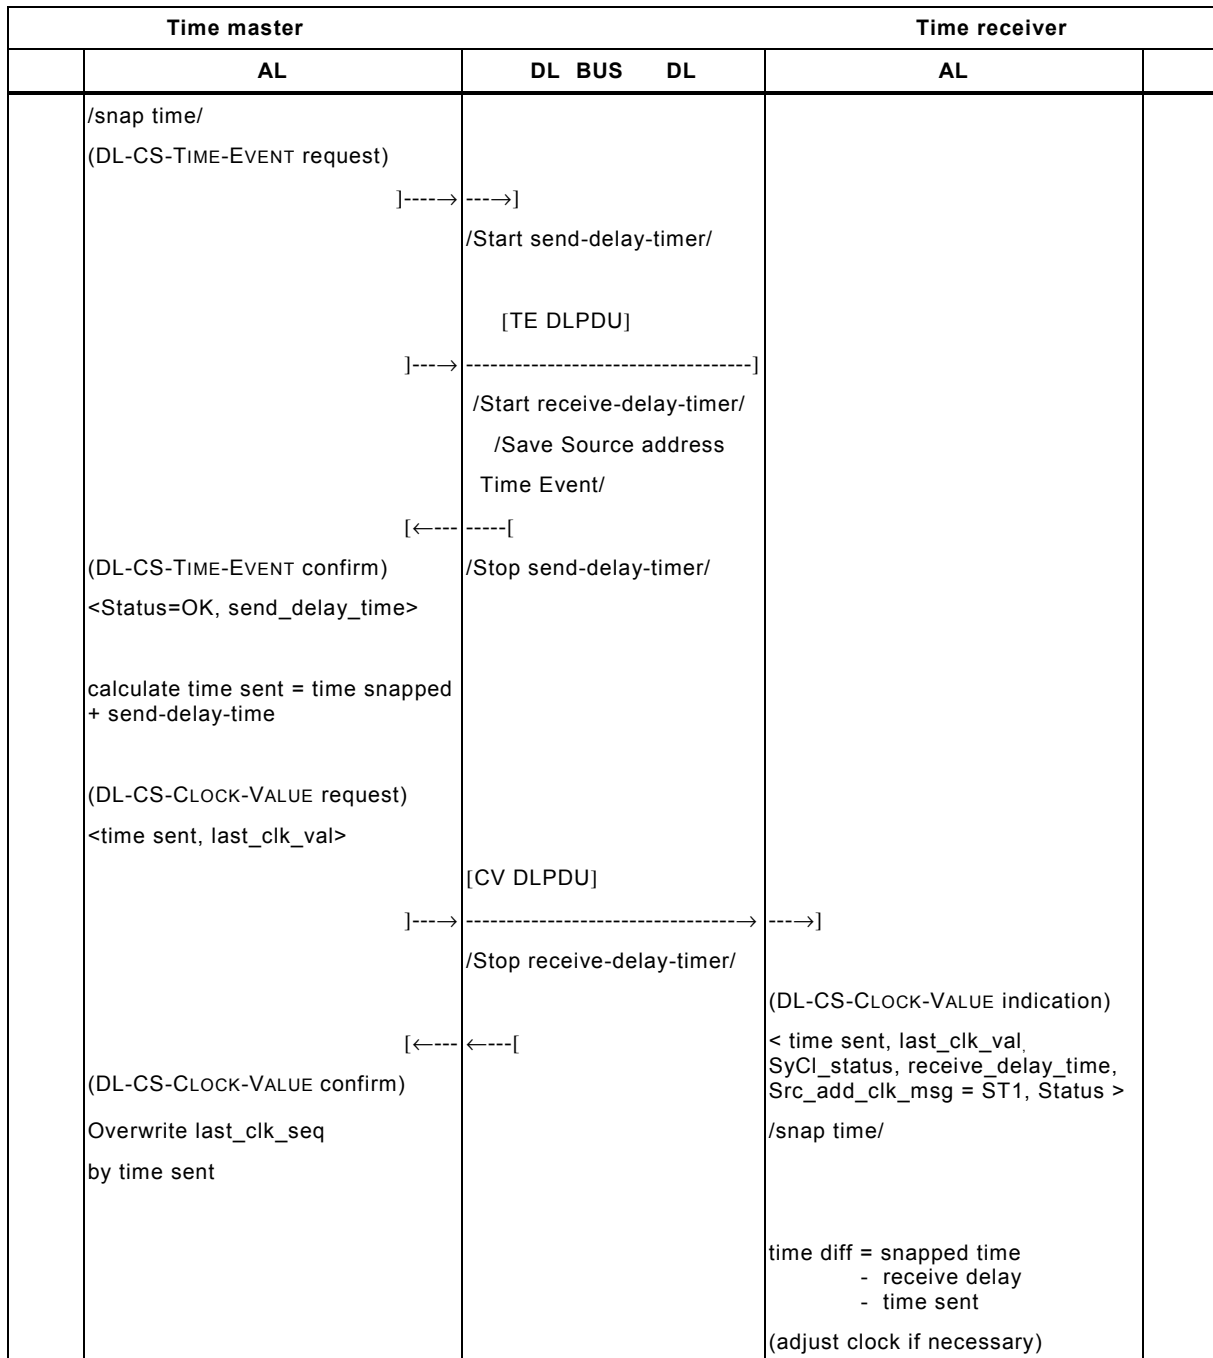 Time master Time receiver
AL DL BUS DL AL
/snap time/
(DL-CS-TIME-EVENT request)
]----→ ---→]
/Start send-delay-timer/
[TE DLPDU]
]---→ -----------------------------------]
/Start receive-delay-timer/
/Save Source address
Time Event/
[←---- -----[
(DL-CS-TIME-EVENT confirm) /Stop send-delay-timer/
<Status=OK, send_delay_time>
calculate time sent = time snapped
+ send-delay-time
(DL-CS-CLOCK-VALUE request)
<time sent, last_clk_val>
[CV DLPDU]
]---→ ---------------------------------→ ---→]
/Stop receive-delay-timer/
(DL-CS-CLOCK-VALUE indication)
[←---- ←----[
< time sent, last_clk_val,
SyCl_status, receive_delay_time,
Src_add_clk_msg = ST1, Status >
(DL-CS-CLOCK-VALUE confirm)
Overwrite last_clk_seq /snap time/
by time sent
time diff = snapped time
- receive delay
- time sent
(adjust clock if necessary)